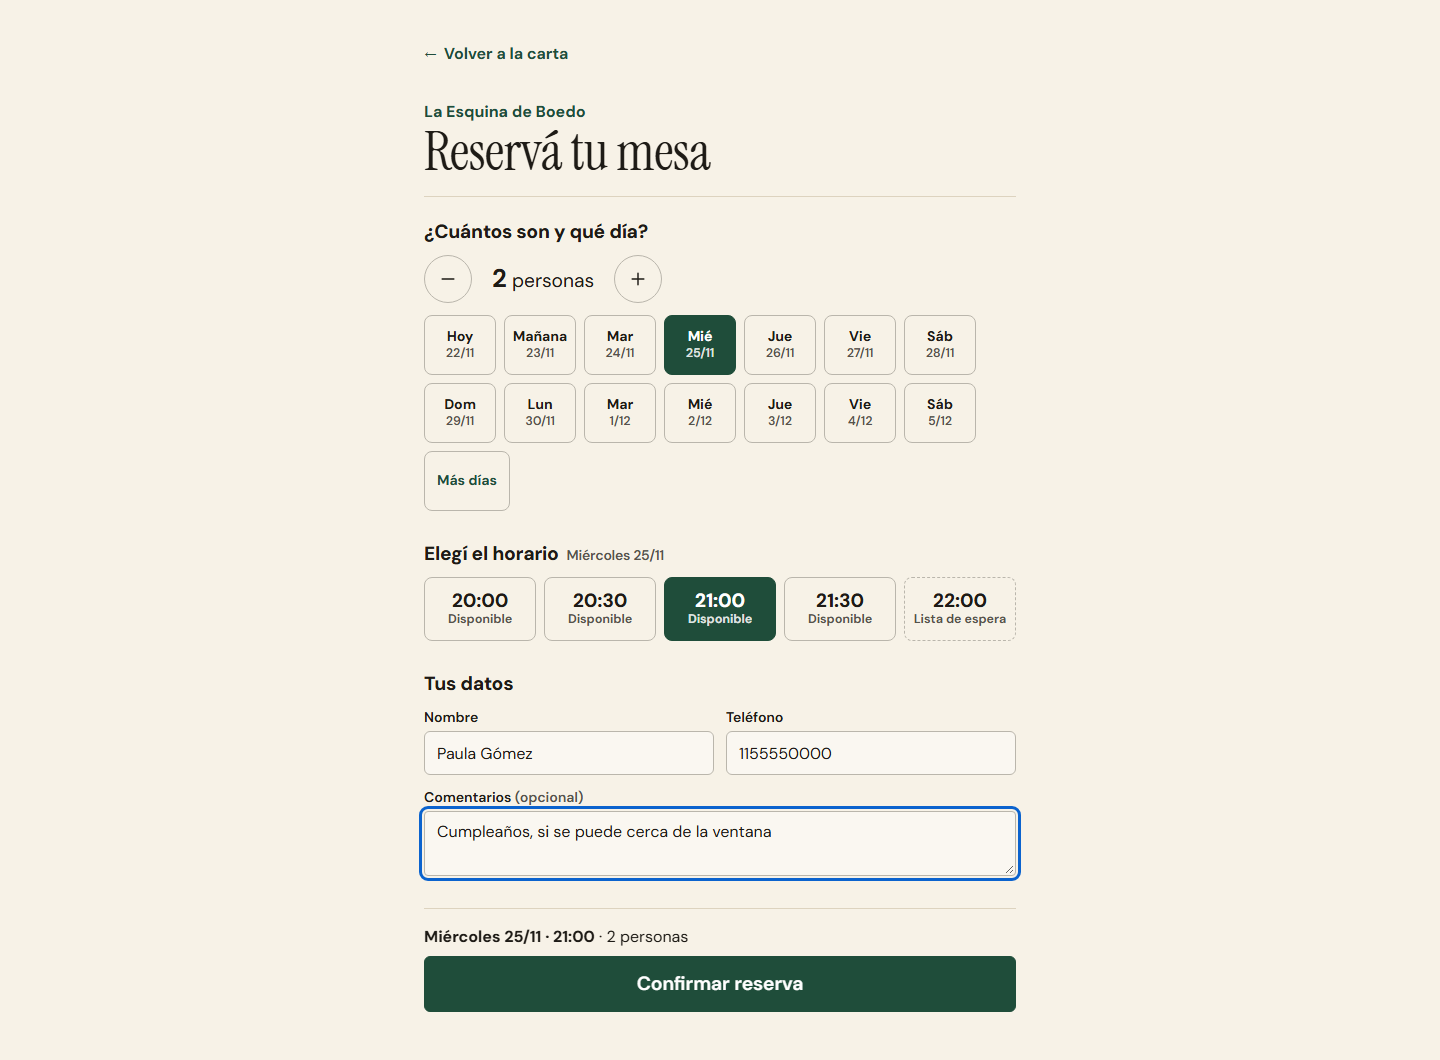 ← Volver a la carta
La Esquina de Boedo
Reservá tu mesa
¿Cuántos son y qué día?
− 2 personas +
Hoy Mañana Mar Mié Jue Vie Sáb
22/11 23/11 24/11 25/11 26/11 27/11 28/11
Dom Lun Mar Mié Jue Vie Sáb
29/11 30/11 1/12 2/12 3/12 4/12 5/12
Más días
Elegí el horario Miércoles 25/11
20:00 20:30 21:00 21:30 22:00
Disponible Disponible Disponible Disponible Lista de espera
Tus datos
Nombre Teléfono
Paula Gómez 1155550000
Comentarios (opcional)
Cumpleaños, si se puede cerca de la ventana
Miércoles 25/11 · 21:00 · 2 personas
Confirmar reserva